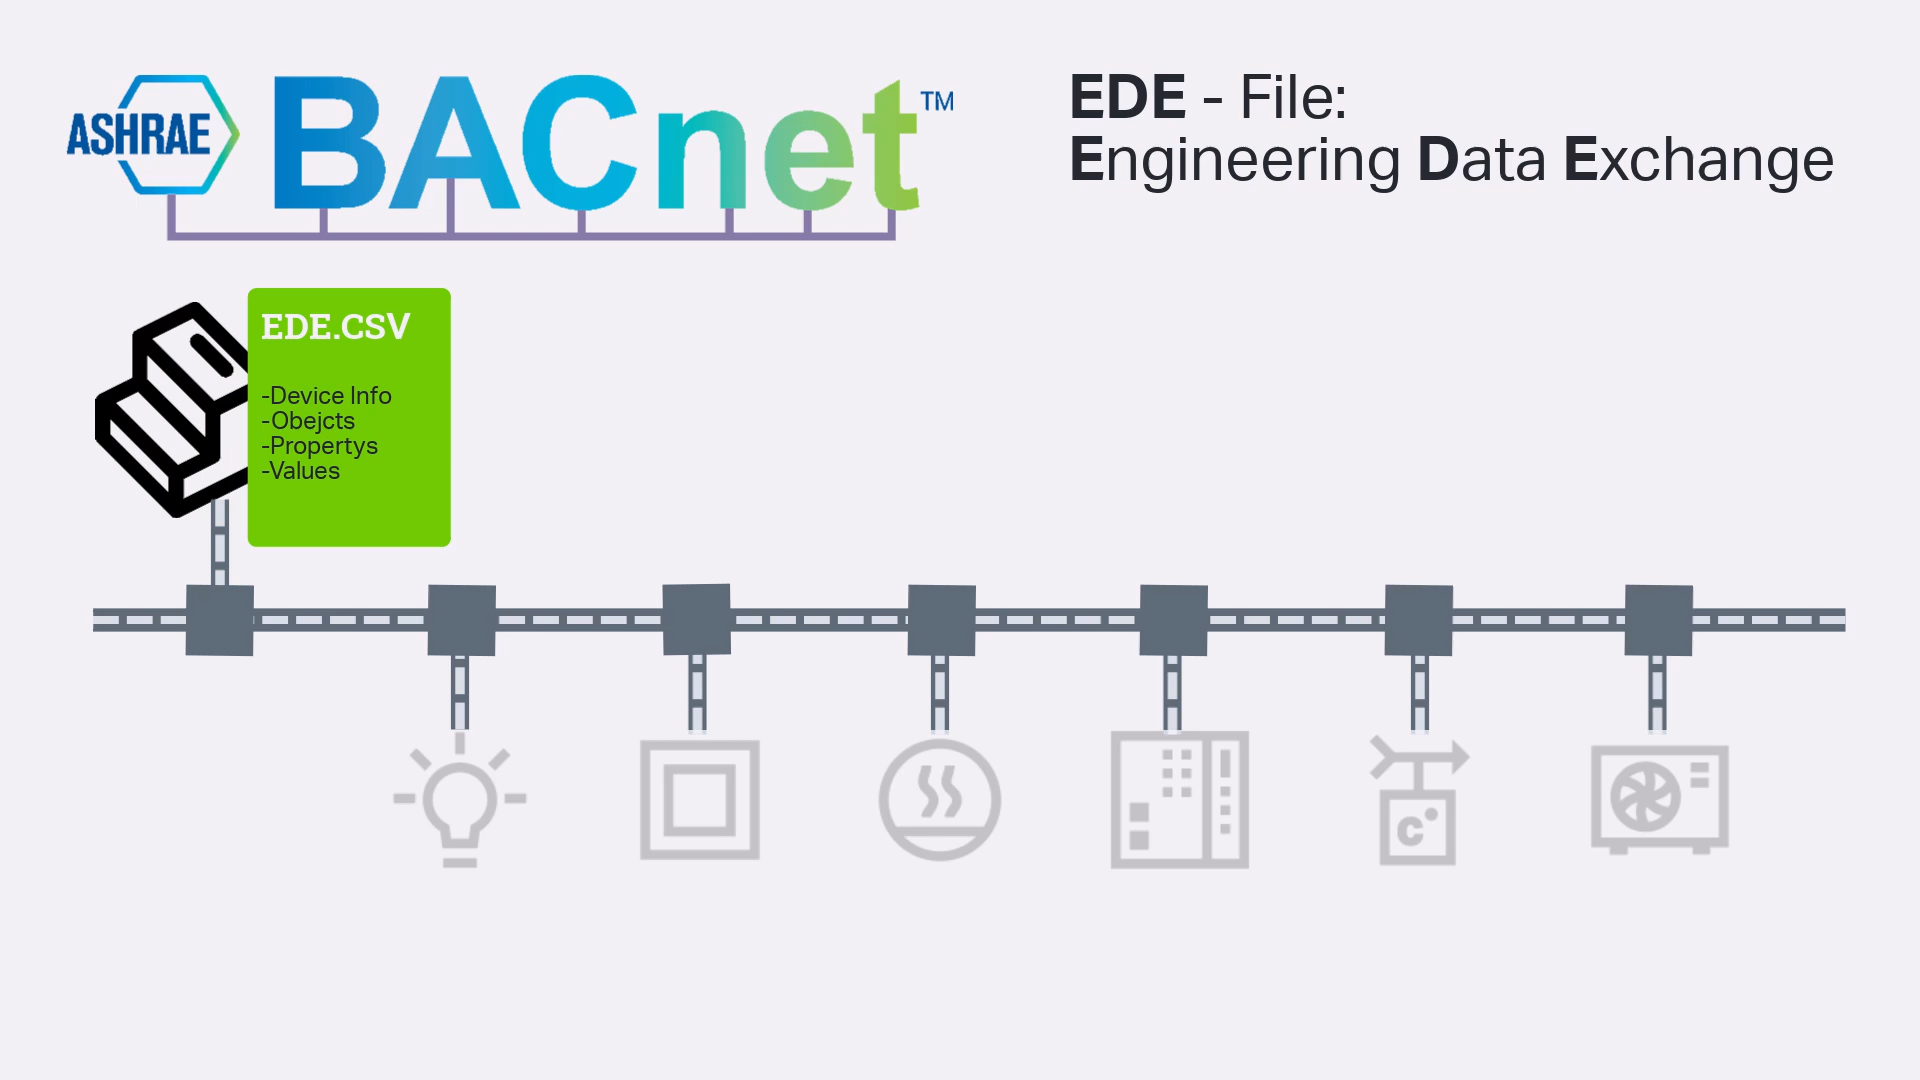 ASHRAE BACnet™
EDE - File:
Engineering Data Exchange
EDE.CSV
-Device Info
-Obejcts
-Propertys
-Values
c°